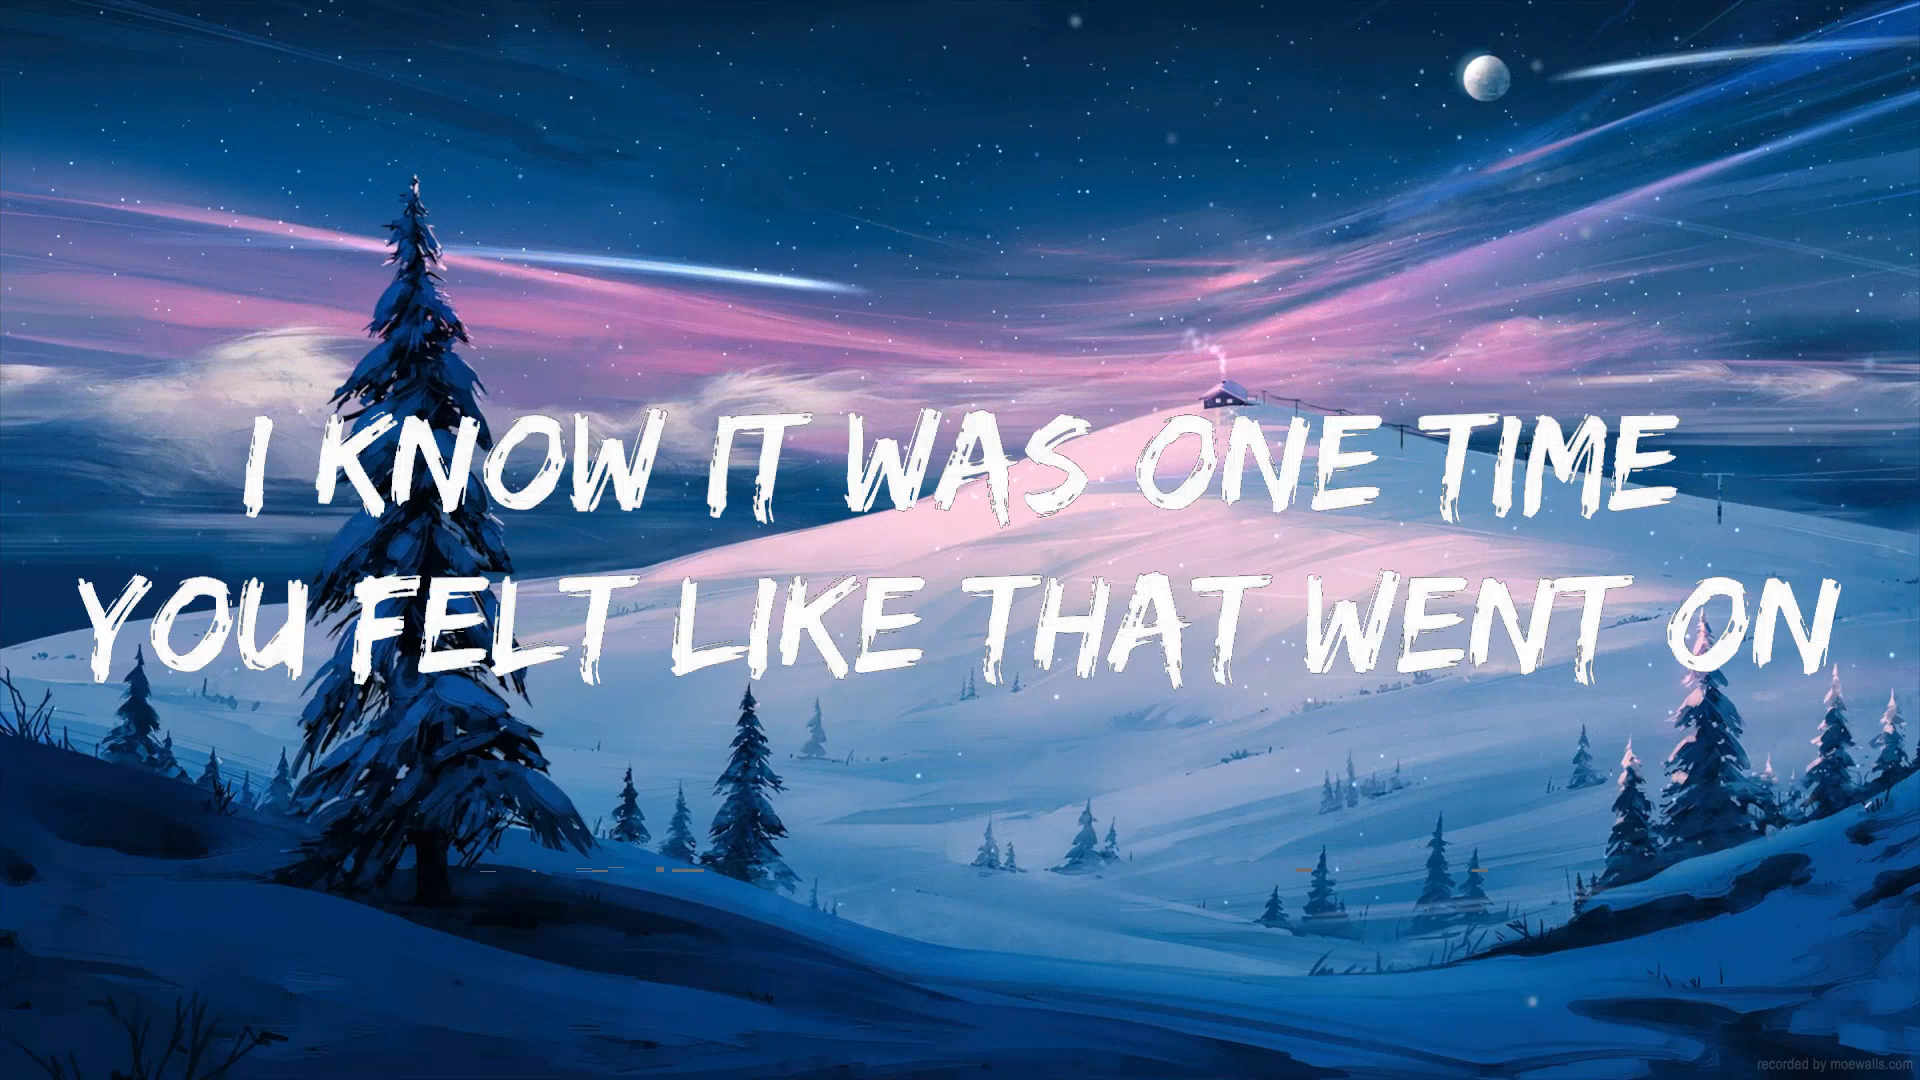 I KNOW IT WAS ONE TIME
YOU FELT LIKE THAT WENT ON
recorded by moewalls.com